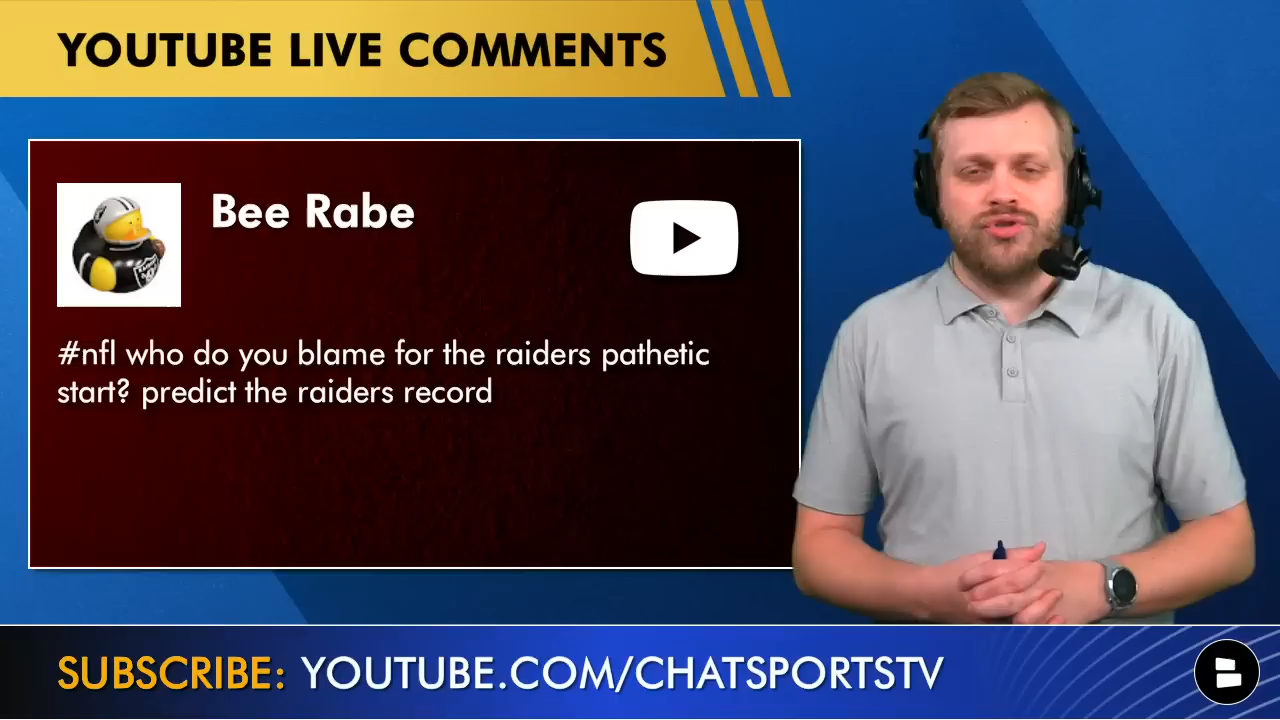 YOUTUBE LIVE COMMENTS
Bee Rabe
#nfl who do you blame for the raiders pathetic
start? predict the raiders record
SUBSCRIBE: YOUTUBE.COM/CHATSPORTSTV